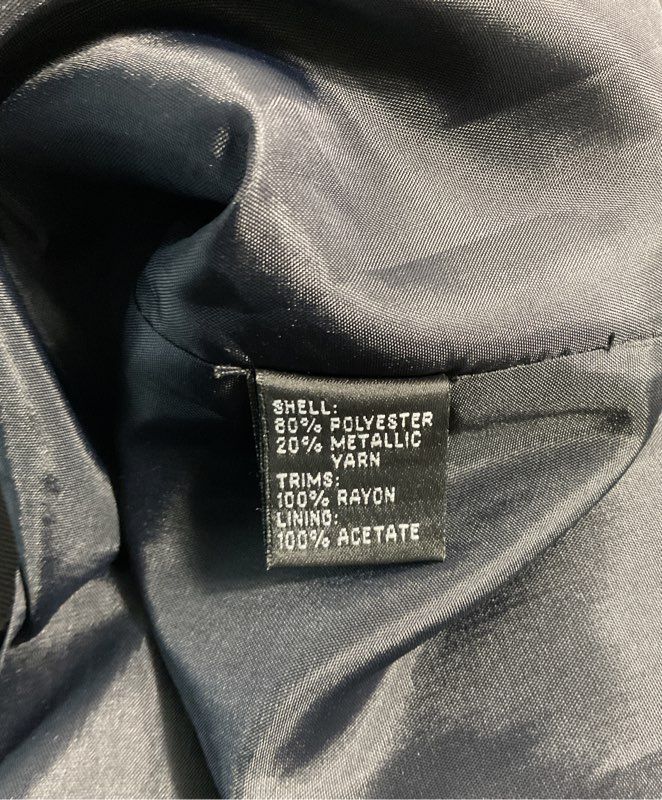 SHELL:
80% POLYESTER
20% METALLIC
YARN
TRIMS:
100% RAYON
LINING:
100% ACETATE